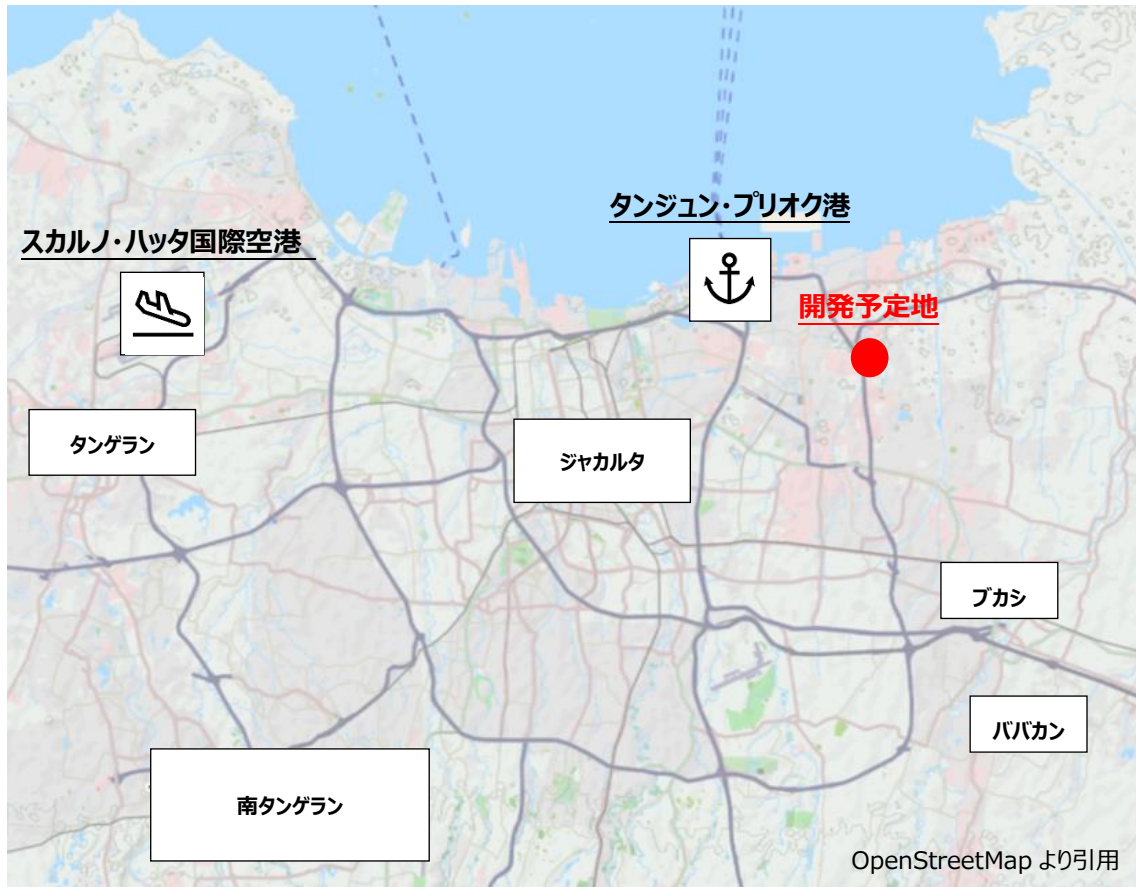 タンジュン・プリオク港
スカルノ・ハッタ国際空港
開発予定地
タンゲラン
ジャカルタ
ブカシ
ババカン
南タンゲラン
OpenStreetMap より引用